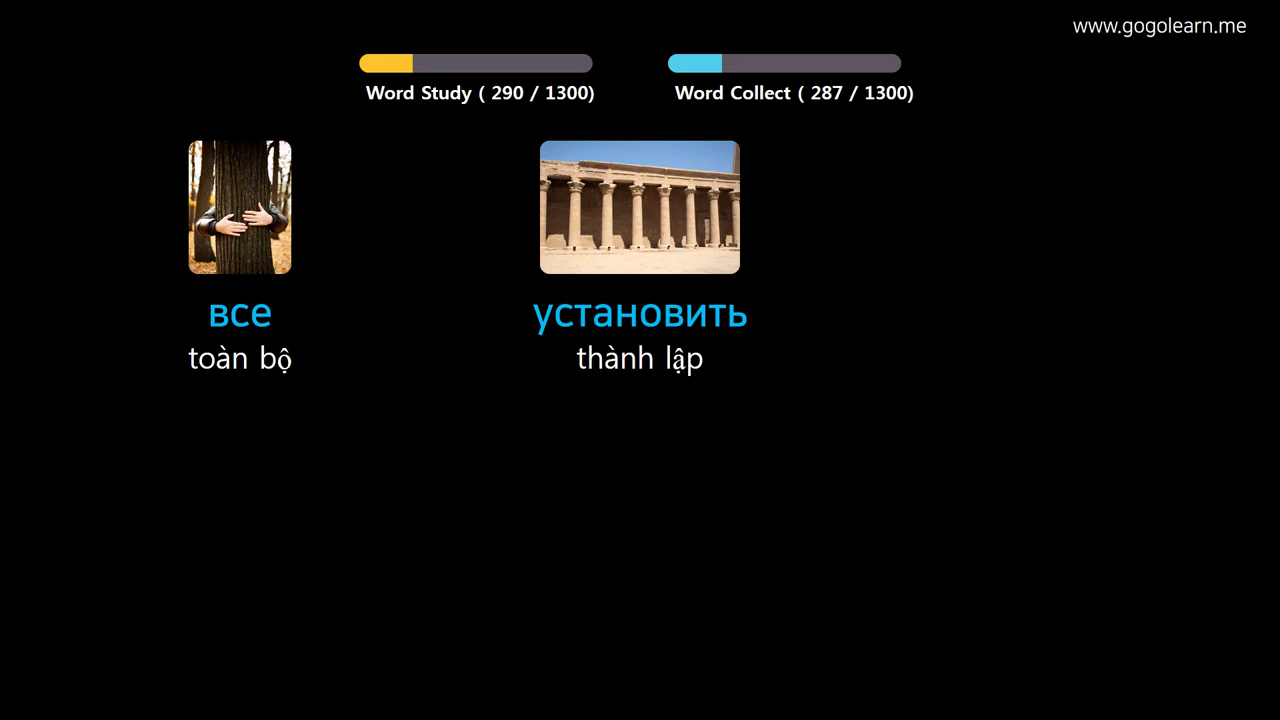 www.gogolearn.me
Word Study ( 290 / 1300)
Word Collect ( 287 / 1300)
все
toàn bộ
установить
thành lập